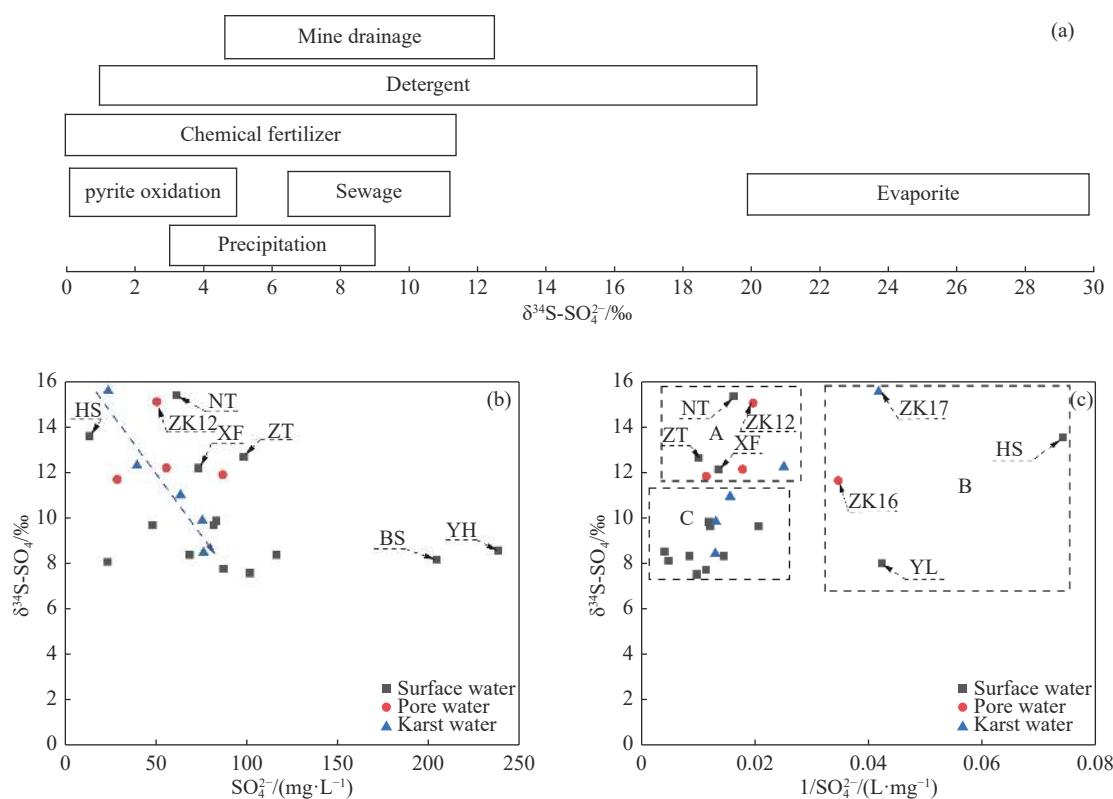 (a)
Mine drainage
Detergent
Chemical fertilizer
pyrite oxidation
Sewage
Evaporite
Precipitation
0 2 4 6 8 10 12 14 16 18 20 22 24 26 28 30
δ³⁴S-SO₄²⁻/‰
(b)
16
14
12
10
8
6
4
2
0
δ³⁴S-SO₄/‰
HS
NT
ZK12
XF
ZT
BS
YH
Surface water
Pore water
Karst water
0 50 100 150 200 250
SO₄²⁻/(mg·L⁻¹)
(c)
16
14
12
10
8
6
4
2
0
δ³⁴S-SO₄/‰
NT
A
ZK12
ZT
XF
ZK17
HS
B
ZK16
C
YL
Surface water
Pore water
Karst water
0 0.02 0.04 0.06 0.08
1/SO₄²⁻/(L·mg⁻¹)